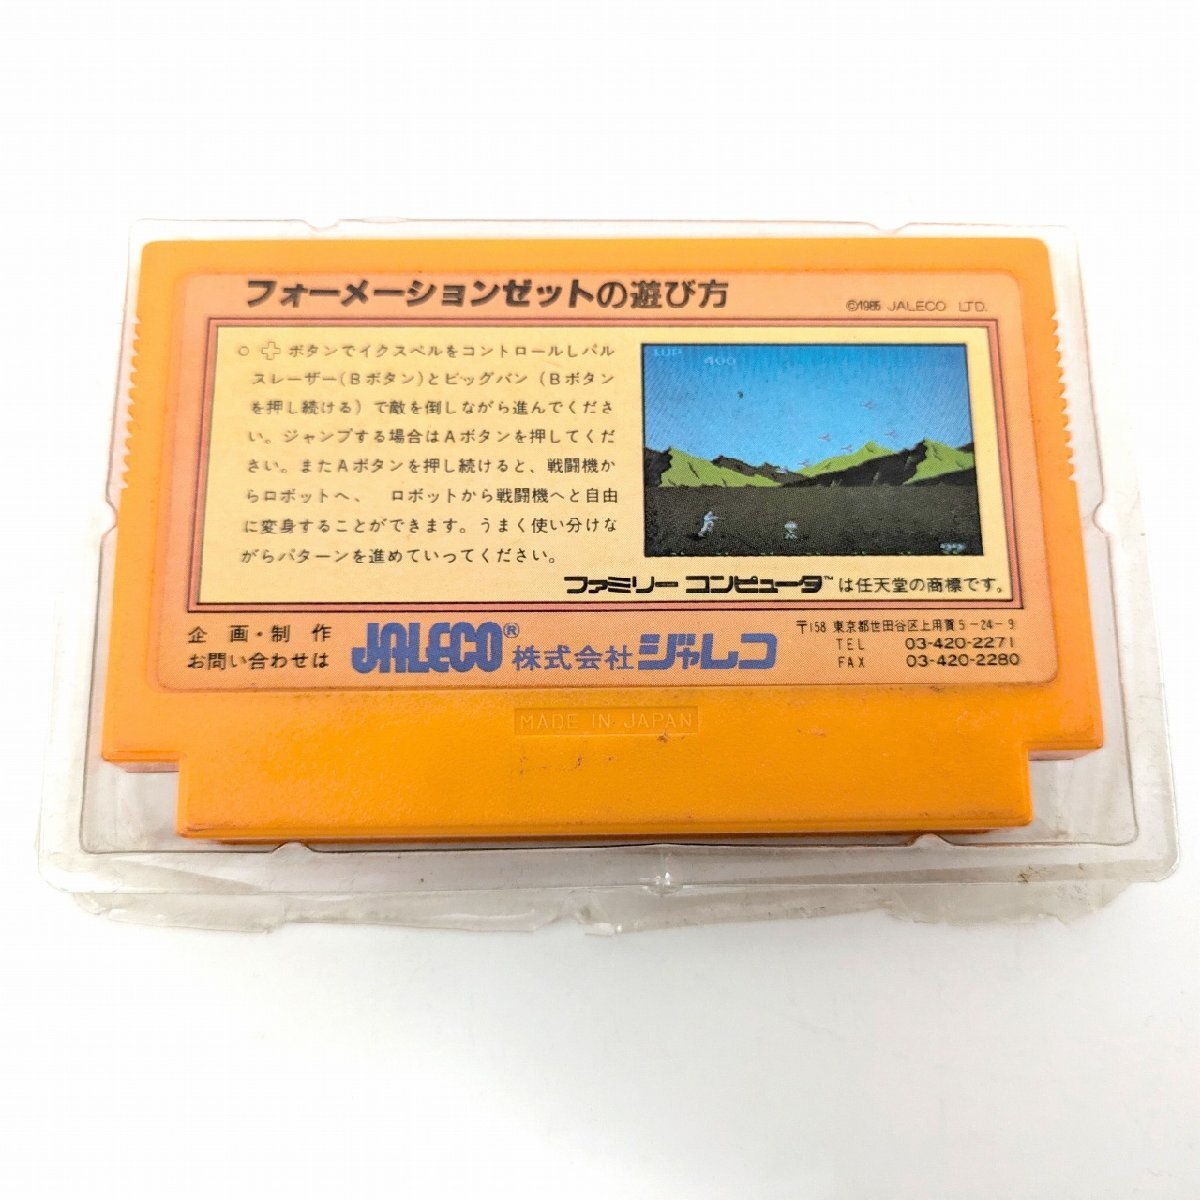 フォーメーションゼットの遊び方
©1985 JALECO LTD.
○ ✚ ボタンでイクスペルをコントロールしパル
スレーザー(Bボタン)とビッグバン (Bボタン
を押し続ける) で敵を倒しながら進んでくださ
い。ジャンプする場合はAボタンを押してくだ
さい。またAボタンを押し続けると、戦闘機か
らロボットへ、 ロボットから戦闘機へと自由
に変身することができます。うまく使い分けな
がらパターンを進めていってください。
1UP
400
ファミリー コンピュータ™は任天堂の商標です。
企画・制作
お問い合わせは
JALECO® 株式会社ジャレコ
〒158 東京都世田谷区上用賀5-24-9
TEL 03-420-2271
FAX 03-420-2280
MADE IN JAPAN